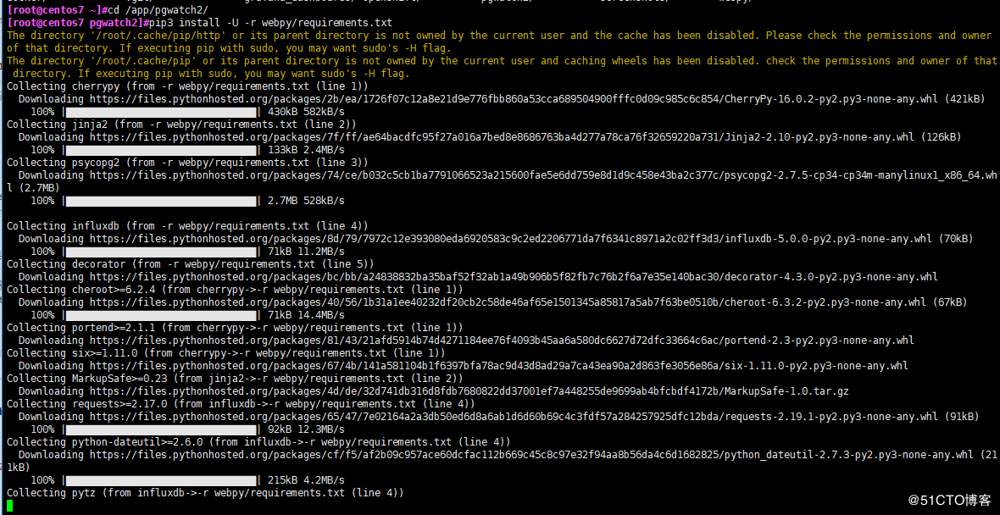 [root@centos7 ~]#cd /app/pgwatch2/
[root@centos7 pgwatch2]#pip3 install -U -r webpy/requirements.txt
The directory '/root/.cache/pip/http' or its parent directory is not owned by the current user and the cache has been disabled. Please check the permissions and owner
of that directory. If executing pip with sudo, you may want sudo's -H flag.
The directory '/root/.cache/pip' or its parent directory is not owned by the current user and caching wheels has been disabled. check the permissions and owner of that
directory. If executing pip with sudo, you may want sudo's -H flag.
Collecting cherrypy (from -r webpy/requirements.txt (line 1))
Downloading https://files.pythonhosted.org/packages/2b/ea/1726f07c12a8e21d9e776fbb860a53cca689504900fffc0d09c985c6c854/CherryPy-16.0.2-py2.py3-none-any.whl (421kB)
100% || 430kB 582kB/s
Collecting jinja2 (from -r webpy/requirements.txt (line 2))
Downloading https://files.pythonhosted.org/packages/7f/ff/ae64bacdfc95f27a016a7bed8e8686763ba4d277a78ca76f32659220a731/Jinja2-2.10-py2.py3-none-any.whl (126kB)
100% || 133kB 2.4MB/s
Collecting psycopg2 (from -r webpy/requirements.txt (line 3))
Downloading https://files.pythonhosted.org/packages/74/ce/b032c5cb1ba7791066523a215600fae5e6dd759e8d1d9c458e43ba2c377c/psycopg2-2.7.5-cp34-cp34m-manylinux1_x86_64.wh
l (2.7MB)
100% || 2.7MB 528kB/s
Collecting influxdb (from -r webpy/requirements.txt (line 4))
Downloading https://files.pythonhosted.org/packages/8d/79/7972c12e393080eda6920583c9c2ed2206771da7f6341c8971a2c02ff3d3/influxdb-5.0.0-py2.py3-none-any.whl (70kB)
100% || 71kB 11.2MB/s
Collecting decorator (from -r webpy/requirements.txt (line 5))
Downloading https://files.pythonhosted.org/packages/bc/bb/a24838832ba35baf52f32ab1a49b906b5f82fb7c76b2f6a7e35e140bac30/decorator-4.3.0-py2.py3-none-any.whl
Collecting cheroot>=6.2.4 (from cherrypy->-r webpy/requirements.txt (line 1))
Downloading https://files.pythonhosted.org/packages/40/56/1b31a1ee40232df20cb2c58de46af65e1501345a85817a5ab7f63be0510b/cheroot-6.3.2-py2.py3-none-any.whl (67kB)
100% || 71kB 14.4MB/s
Collecting portend>=2.1.1 (from cherrypy->-r webpy/requirements.txt (line 1))
Downloading https://files.pythonhosted.org/packages/81/43/21afd5914b74d4271184ee76f4093b45aa6a580dc6627d72dfc33664c6ac/portend-2.3-py2.py3-none-any.whl
Collecting six>=1.11.0 (from cherrypy->-r webpy/requirements.txt (line 1))
Downloading https://files.pythonhosted.org/packages/67/4b/141a581104b1f6397bfa78ac9d43d8ad29a7ca43ea90a2d863fe3056e86a/six-1.11.0-py2.py3-none-any.whl
Collecting MarkupSafe>=0.23 (from jinja2->-r webpy/requirements.txt (line 2))
Downloading https://files.pythonhosted.org/packages/4d/de/32d741db316d8fdb7680822dd37001ef7a448255de9699ab4bfcbdf4172b/MarkupSafe-1.0.tar.gz
Collecting requests>=2.17.0 (from influxdb->-r webpy/requirements.txt (line 4))
Downloading https://files.pythonhosted.org/packages/65/47/7e02164a2a3db50ed6d8a6ab1d6d60b69c4c3fdf57a284257925dfc12bda/requests-2.19.1-py2.py3-none-any.whl (91kB)
100% || 92kB 12.3MB/s
Collecting python-dateutil>=2.6.0 (from influxdb->-r webpy/requirements.txt (line 4))
Downloading https://files.pythonhosted.org/packages/cf/f5/af2b09c957ace60dcfac112b669c45c8c97e32f94aa8b56da4c6d1682825/python_dateutil-2.7.3-py2.py3-none-any.whl (21
1kB)
100% || 215kB 4.2MB/s
Collecting pytz (from influxdb->-r webpy/requirements.txt (line 4))
@51CTO博客